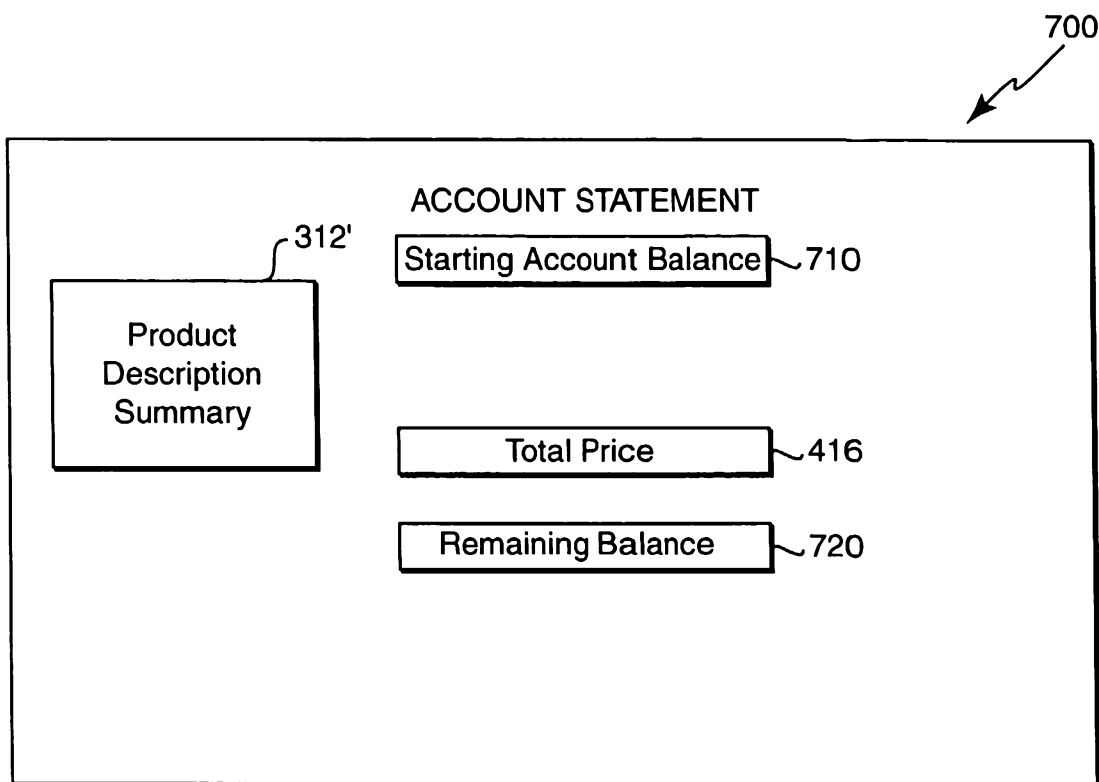 700
ACCOUNT STATEMENT
312'
Starting Account Balance 710
Product
Description
Summary
Total Price 416
Remaining Balance 720